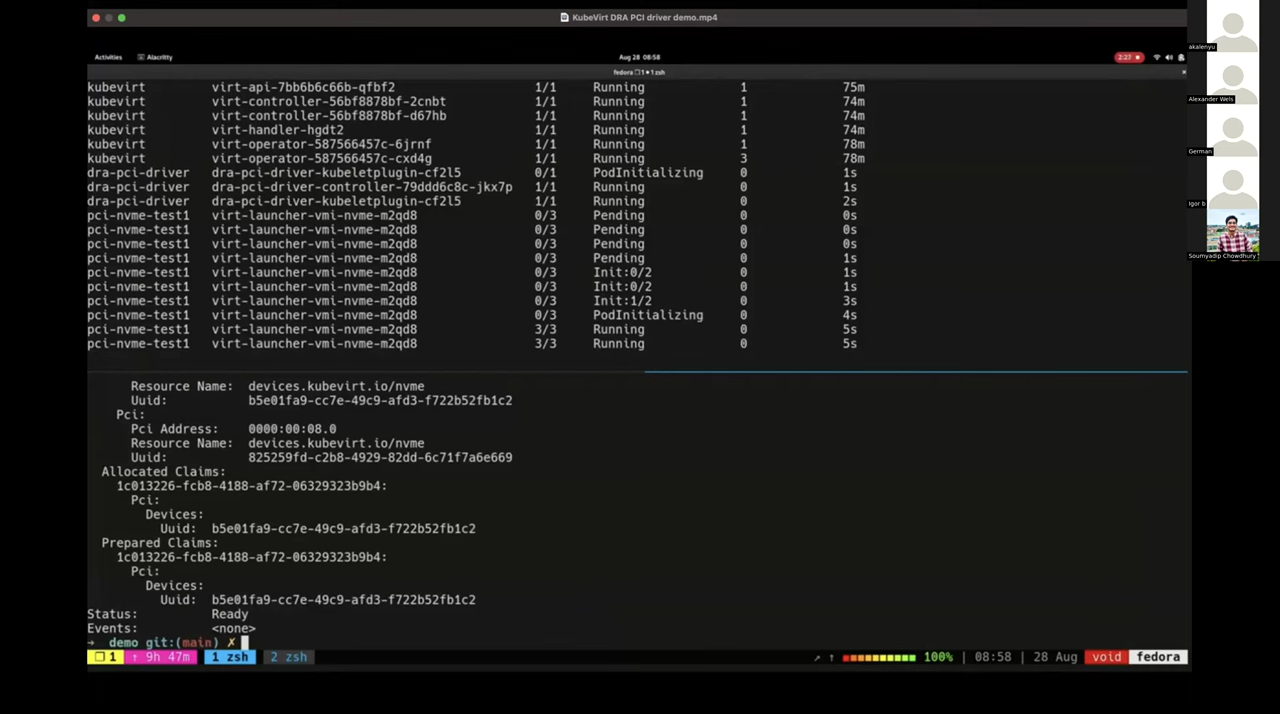 KubeVirt DRA PCI driver demo.mp4
Activities Alacritty Aug 28 08:58 2:27
fedora 1 1 zsh
kubevirt virt-api-7bb6b6c66b-qfbf2 1/1 Running 1 75m
kubevirt virt-controller-56bf8878bf-2cnbt 1/1 Running 1 74m
kubevirt virt-controller-56bf8878bf-d67hb 1/1 Running 1 74m
kubevirt virt-handler-hgdt2 1/1 Running 1 74m
kubevirt virt-operator-587566457c-6jrnf 1/1 Running 1 78m
kubevirt virt-operator-587566457c-cxd4g 1/1 Running 3 78m
dra-pci-driver dra-pci-driver-kubeletplugin-cf2l5 0/1 PodInitializing 0 1s
dra-pci-driver dra-pci-driver-controller-79ddd6c8c-jkx7p 1/1 Running 0 1s
dra-pci-driver dra-pci-driver-kubeletplugin-cf2l5 1/1 Running 0 2s
pci-nvme-test1 virt-launcher-vmi-nvme-m2qd8 0/3 Pending 0 0s
pci-nvme-test1 virt-launcher-vmi-nvme-m2qd8 0/3 Pending 0 0s
pci-nvme-test1 virt-launcher-vmi-nvme-m2qd8 0/3 Pending 0 0s
pci-nvme-test1 virt-launcher-vmi-nvme-m2qd8 0/3 Pending 0 1s
pci-nvme-test1 virt-launcher-vmi-nvme-m2qd8 0/3 Init:0/2 0 1s
pci-nvme-test1 virt-launcher-vmi-nvme-m2qd8 0/3 Init:0/2 0 1s
pci-nvme-test1 virt-launcher-vmi-nvme-m2qd8 0/3 Init:1/2 0 3s
pci-nvme-test1 virt-launcher-vmi-nvme-m2qd8 0/3 PodInitializing 0 4s
pci-nvme-test1 virt-launcher-vmi-nvme-m2qd8 3/3 Running 0 5s
pci-nvme-test1 virt-launcher-vmi-nvme-m2qd8 3/3 Running 0 5s
Resource Name: devices.kubevirt.io/nvme
Uuid: b5e01fa9-cc7e-49c9-afd3-f722b52fb1c2
Pci:
Pci Address: 0000:00:08.0
Resource Name: devices.kubevirt.io/nvme
Uuid: 825259fd-c2b8-4929-82dd-6c71f7a6e669
Allocated Claims:
1c013226-fcb8-4188-af72-06329323b9b4:
Pci:
Devices:
Uuid: b5e01fa9-cc7e-49c9-afd3-f722b52fb1c2
Prepared Claims:
1c013226-fcb8-4188-af72-06329323b9b4:
Pci:
Devices:
Uuid: b5e01fa9-cc7e-49c9-afd3-f722b52fb1c2
Status: Ready
Events: <none>
→ demo git:(main) ✗
❐ 1 ↑ 9h 47m 1 zsh 2 zsh ↗ ↑ 100% | 08:58 | 28 Aug void fedora
akalenyu
Alexander Wels
German
Igor b
Soumyadip Chowdhury